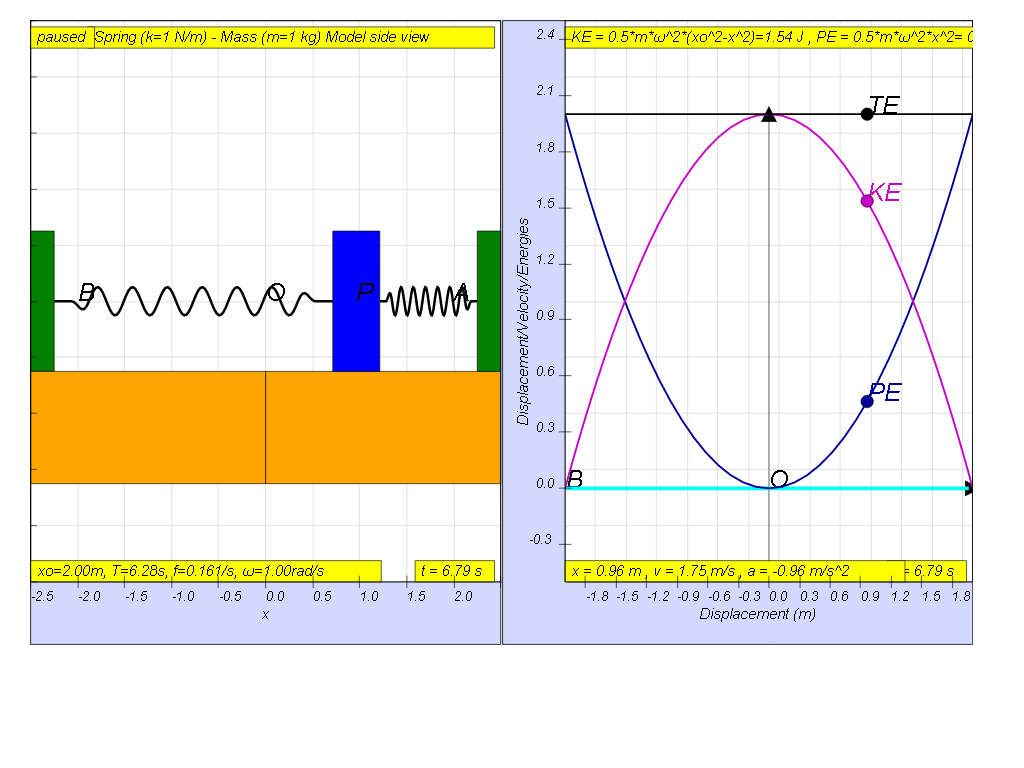 paused Spring (k=1 N/m) - Mass (m=1 kg) Model side view
B O P A
xo=2.00m, T=6.28s, f=0.161/s, ω=1.00rad/s
t = 6.79 s
-2.5 -2.0 -1.5 -1.0 -0.5 0.0 0.5 1.0 1.5 2.0
x
KE = 0.5*m*ω^2*(xo^2-x^2)=1.54 J , PE = 0.5*m*ω^2*x^2= 0
2.4
2.1
1.8
1.5
1.2
0.9
0.6
0.3
0.0
-0.3
Displacement/Velocity/Energies
TE
KE
PE
B O
x = 0.96 m , v = 1.75 m/s , a = -0.96 m/s^2
= 6.79 s
-1.8 -1.5 -1.2 -0.9 -0.6 -0.3 0.0 0.3 0.6 0.9 1.2 1.5 1.8
Displacement (m)